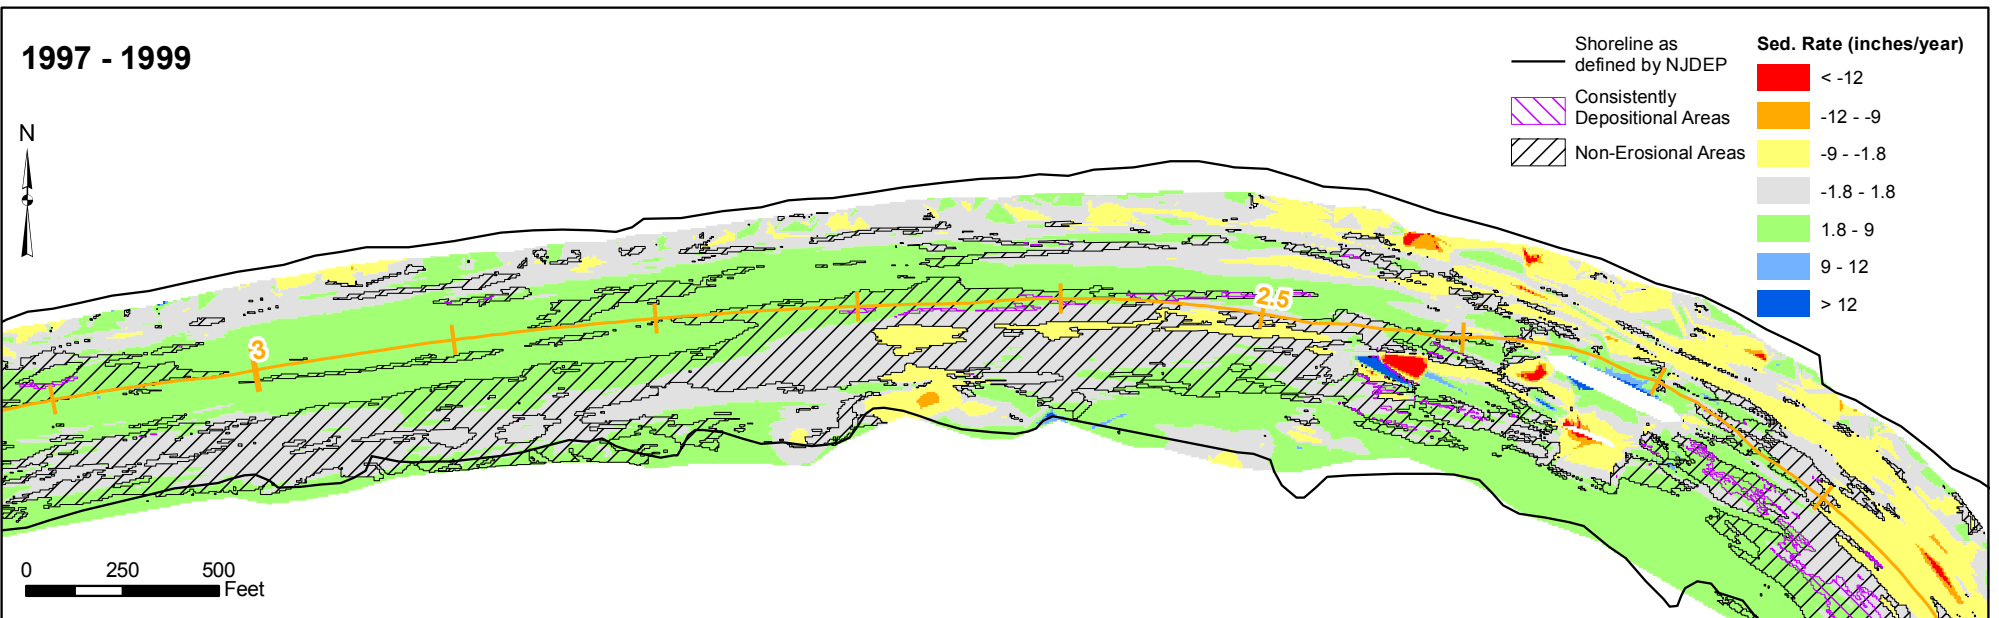 1997 - 1999
N
Shoreline as
defined by NJDEP
Consistently
Depositional Areas
Non-Erosional Areas
Sed. Rate (inches/year)
< -12
-12 - -9
-9 - -1.8
-1.8 - 1.8
1.8 - 9
9 - 12
> 12
2.5
3
0 250 500
Feet